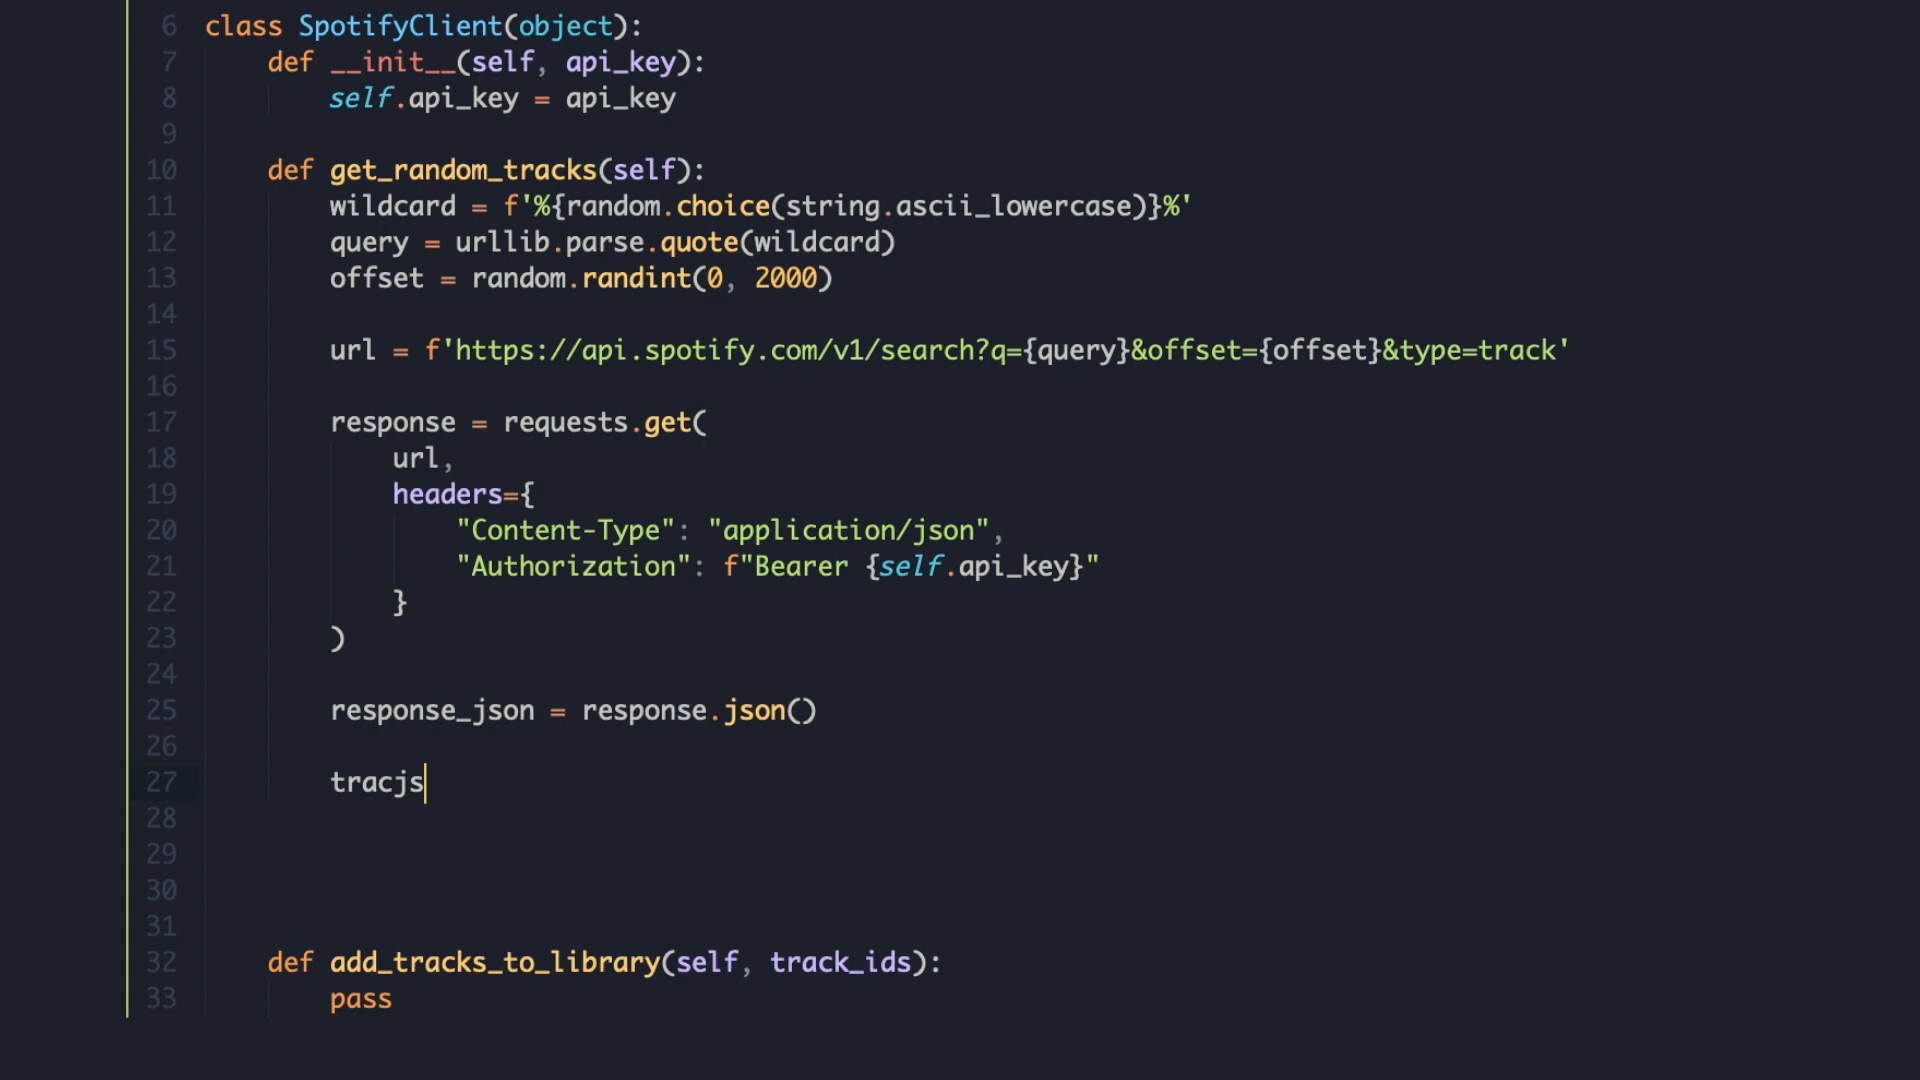 6 class SpotifyClient(object):
7     def __init__(self, api_key):
8         self.api_key = api_key
9
10     def get_random_tracks(self):
11         wildcard = f'%{random.choice(string.ascii_lowercase)}%'
12         query = urllib.parse.quote(wildcard)
13         offset = random.randint(0, 2000)
14
15         url = f'https://api.spotify.com/v1/search?q={query}&offset={offset}&type=track'
16
17         response = requests.get(
18             url,
19             headers={
20                 "Content-Type": "application/json",
21                 "Authorization": f"Bearer {self.api_key}"
22             }
23         )
24
25         response_json = response.json()
26
27         tracjs
28
29
30
31
32     def add_tracks_to_library(self, track_ids):
33         pass